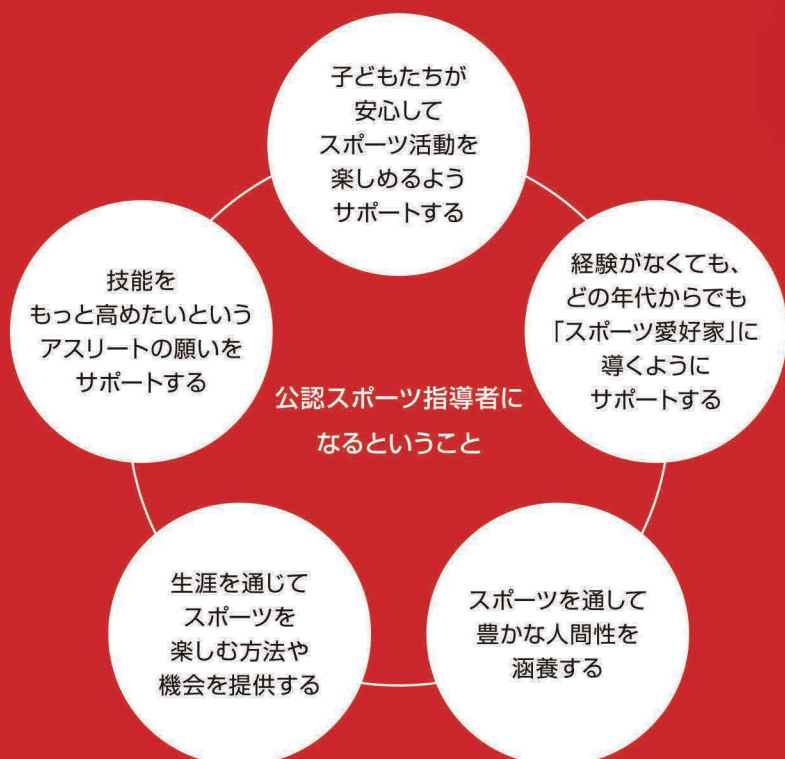 子どもたちが
安心して
スポーツ活動を
楽しめるよう
サポートする
経験がなくても、
どの年代からでも
「スポーツ愛好家」に
導くように
サポートする
技能を
もっと高めたいという
アスリートの願いを
サポートする
公認スポーツ指導者に
なるということ
スポーツを通して
豊かな人間性を
涵養する
生涯を通じて
スポーツを
楽しむ方法や
機会を提供する